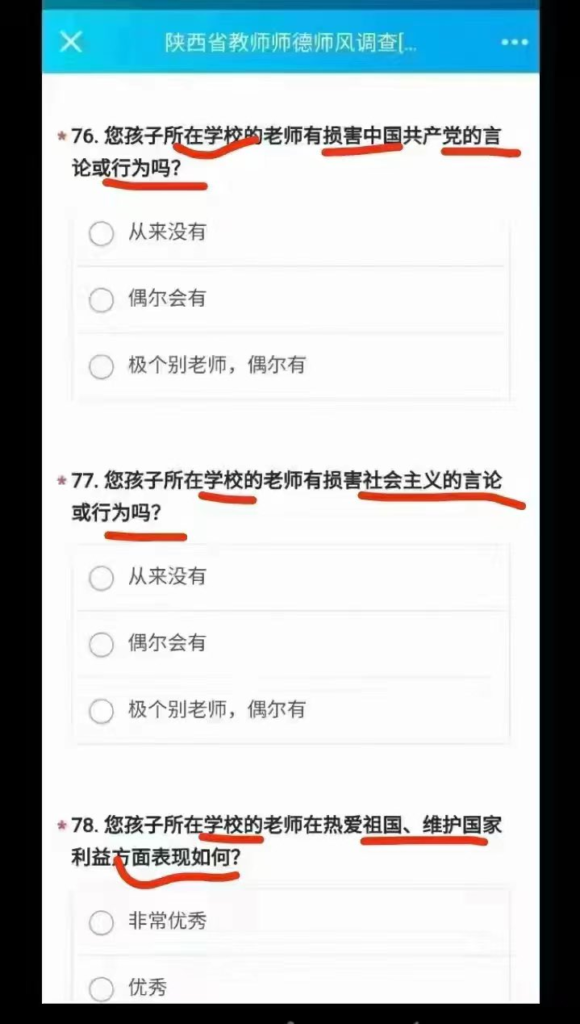 陕西省教师师德师风调查[...
* 76. 您孩子所在学校的老师有损害中国共产党的言
论或行为吗?
从来没有
偶尔会有
极个别老师，偶尔有
* 77. 您孩子所在学校的老师有损害社会主义的言论
或行为吗?
从来没有
偶尔会有
极个别老师，偶尔有
* 78. 您孩子所在学校的老师在热爱祖国、维护国家
利益方面表现如何?
非常优秀
优秀